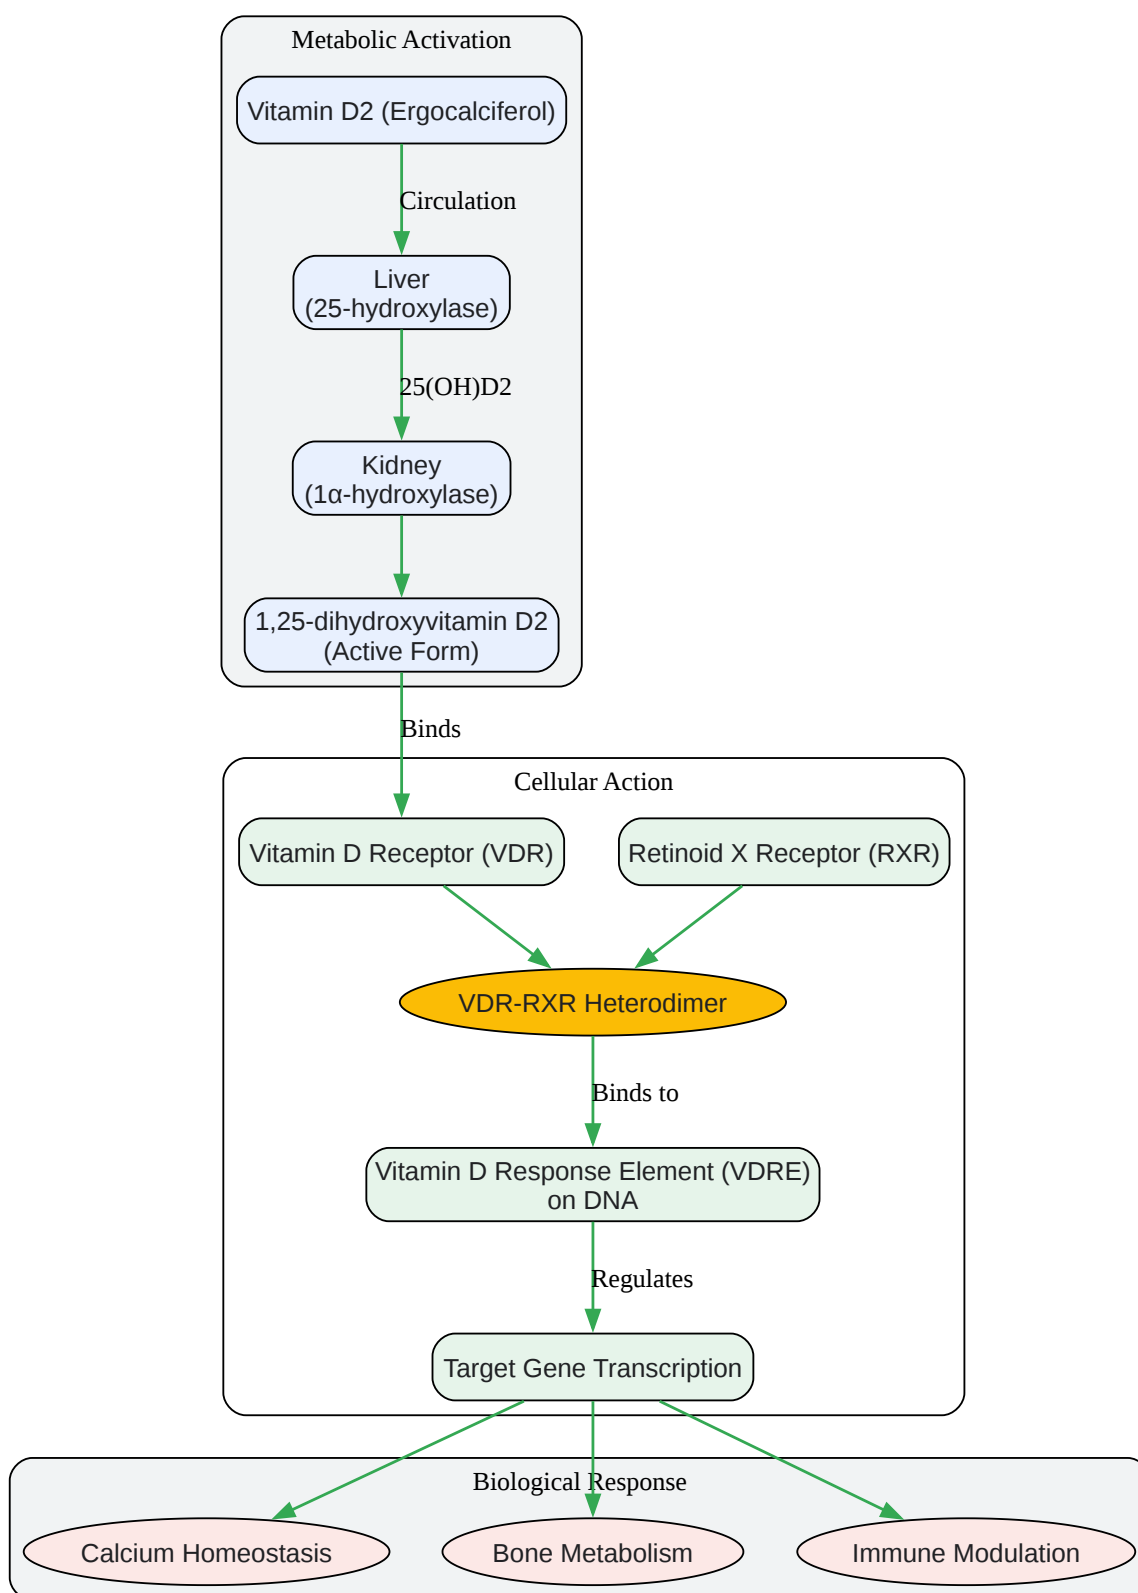 Metabolic Activation
Vitamin D2 (Ergocalciferol)
Circulation
Liver
(25-hydroxylase)
25(OH)D2
Kidney
(1α-hydroxylase)
1,25-dihydroxyvitamin D2
(Active Form)
Binds
Cellular Action
Vitamin D Receptor (VDR)
Retinoid X Receptor (RXR)
VDR-RXR Heterodimer
Binds to
Vitamin D Response Element (VDRE)
on DNA
Regulates
Target Gene Transcription
Biological Response
Calcium Homeostasis
Bone Metabolism
Immune Modulation